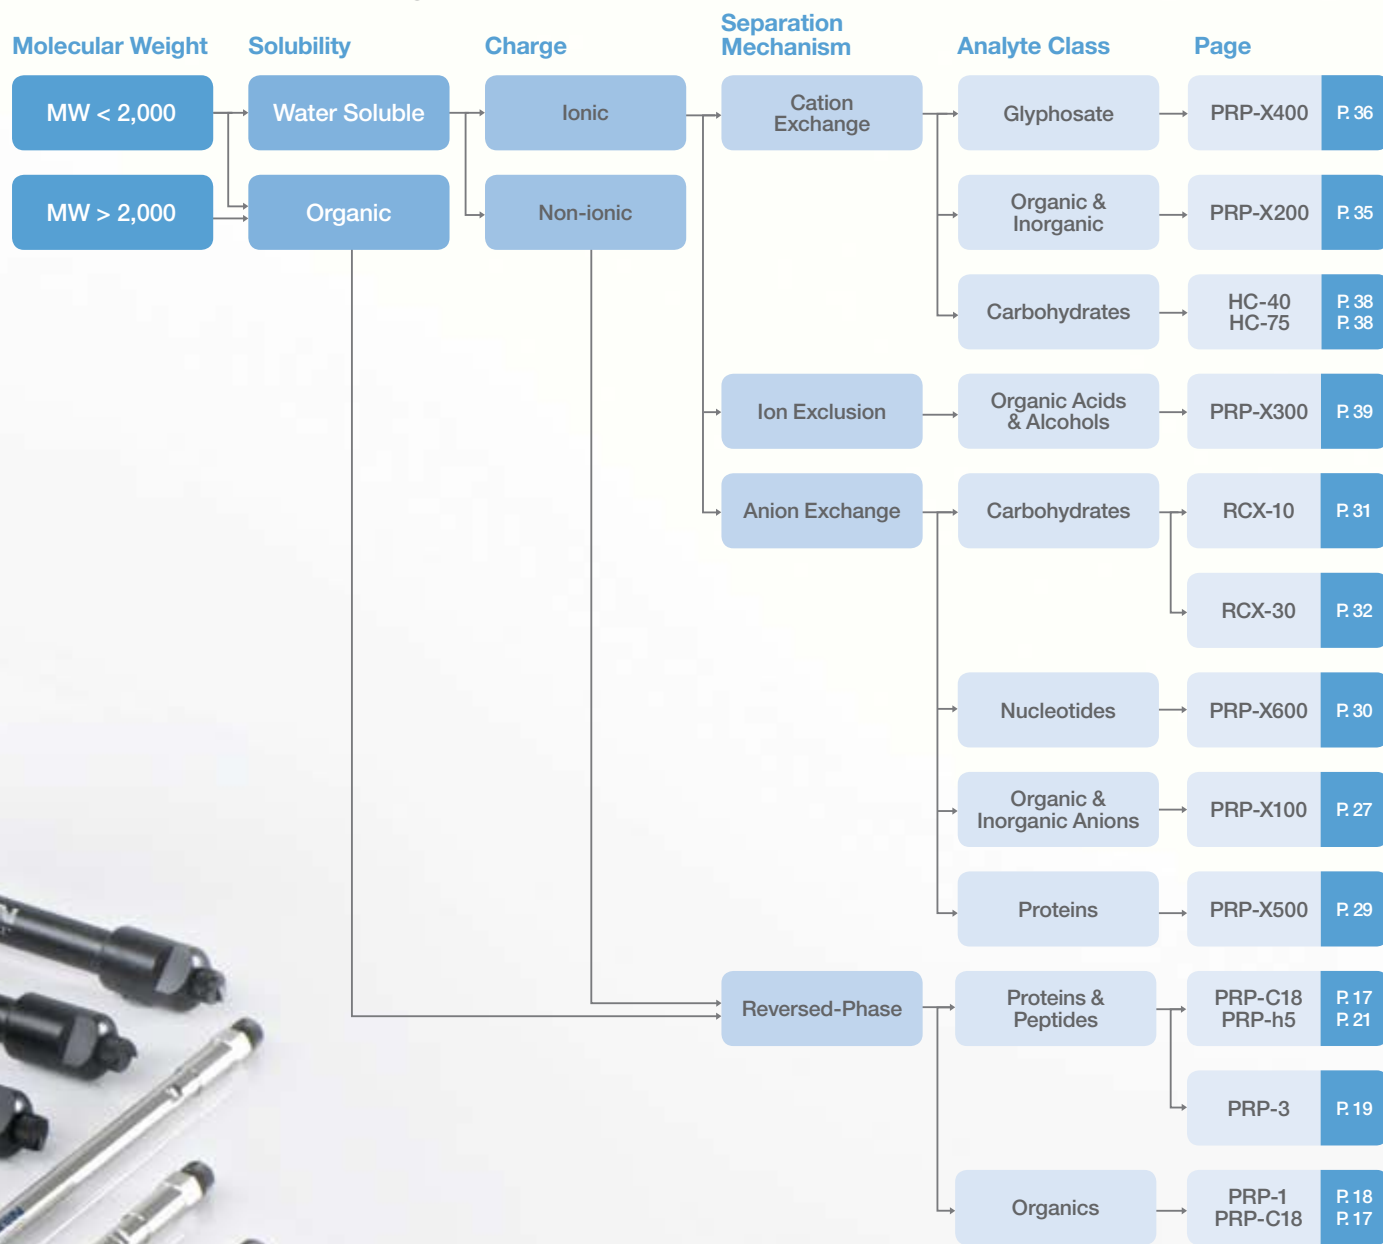 Molecular Weight
Solubility
Charge
Separation
Mechanism
Analyte Class
Page
MW < 2,000
Water Soluble
Ionic
Cation
Exchange
Glyphosate
PRP-X400
P. 36
MW > 2,000
Organic
Non-ionic
Organic &
Inorganic
PRP-X200
P. 35
Carbohydrates
HC-40
HC-75
P. 38
P. 38
Ion Exclusion
Organic Acids
& Alcohols
PRP-X300
P. 39
Anion Exchange
Carbohydrates
RCX-10
P. 31
RCX-30
P. 32
Nucleotides
PRP-X600
P. 30
Organic &
Inorganic Anions
PRP-X100
P. 27
Proteins
PRP-X500
P. 29
Reversed-Phase
Proteins &
Peptides
PRP-C18
PRP-h5
P. 17
P. 21
PRP-3
P. 19
Organics
PRP-1
PRP-C18
P. 18
P. 17